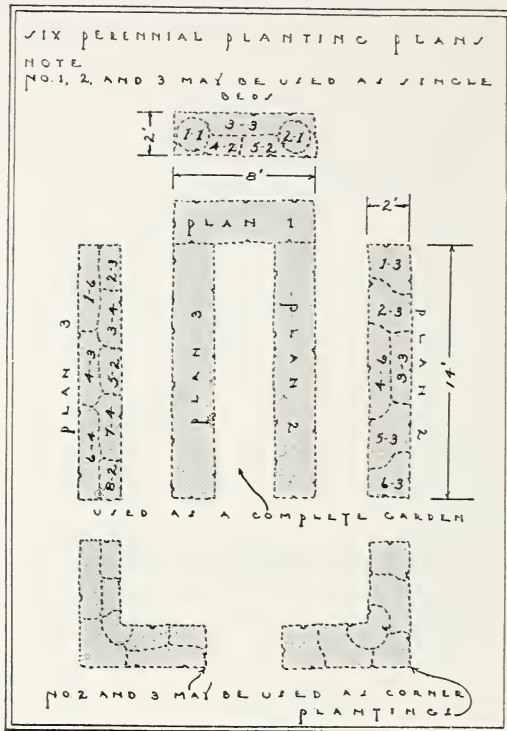 SIX PERENNIAL PLANTING PLANS
NOTE
NO.1, 2, AND 3 MAY BE USED AS SINGLE
BEDS
2'
1-1
3-3
2-1
4-2
5-2
8'
PLAN 1
PLAN 3
PLAN 2
PLAN 3
1-6
2-3
3-4
4-3
5-2
6-4
7-4
8-2
2'
1-3
2-3
4-6
3-3
5-3
6-3
PLAN 2
14'
USED AS A COMPLETE GARDEN
NO.2 AND 3 MAY BE USED AS CORNER
PLANTINGS